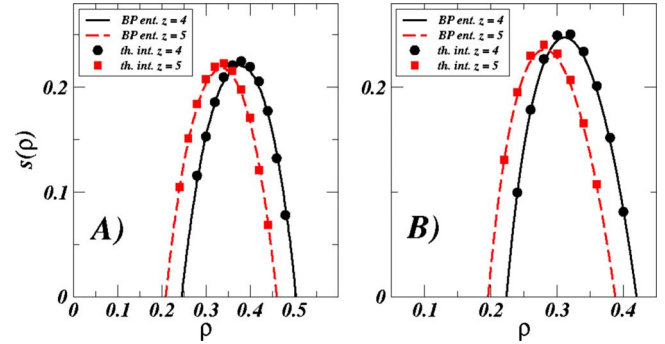 BP ent. z = 4
BP ent. z = 5
th. int. z = 4
th. int. z = 5
A)
s(ρ)
0.2
0.1
0
0 0.1 0.2 0.3 0.4 0.5
ρ
BP ent. z = 4
BP ent. z = 5
th. int. z = 4
th. int. z = 5
B)
0.2
0.1
0
0.1 0.2 0.3 0.4
ρ